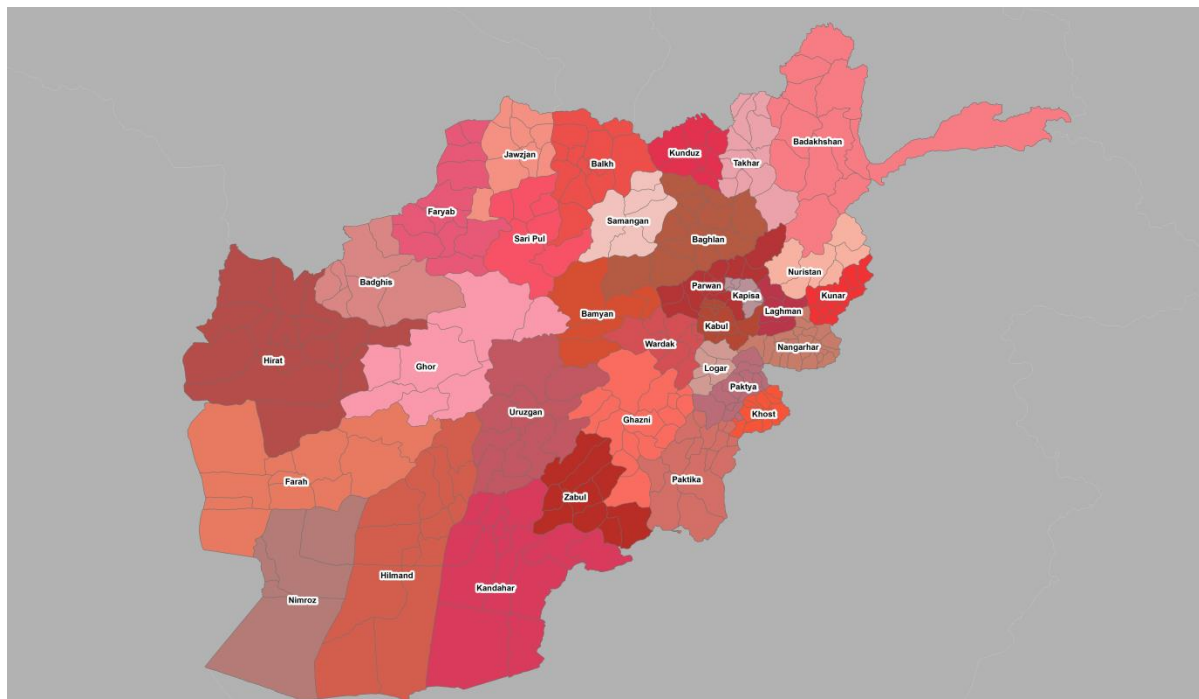 Badakhshan
Jawzjan
Kunduz
Balkh
Takhar
Faryab
Samangan
Sari Pul
Baghlan
Badghis
Nuristan
Parwan
Kapisa
Kunar
Laghman
Bamyan
Kabul
Wardak
Nangarhar
Hirat
Ghor
Logar
Paktya
Uruzgan
Khost
Ghazni
Farah
Paktika
Zabul
Hilmand
Kandahar
Nimroz